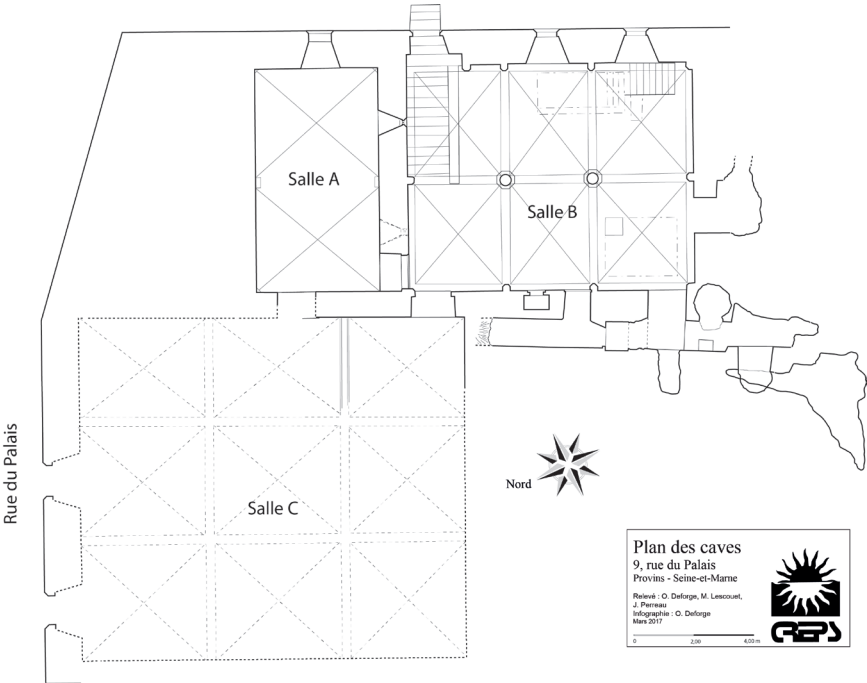 Salle A
Salle B
Salle C
Rue du Palais
Nord
Plan des caves
9, rue du Palais
Provins - Seine-et-Marne
Relevé : O. Deforge, M. Lescouet,
J. Perreau
Infographie : O. Deforge
Mars 2017
0 2,00 4,00 m
CREPS